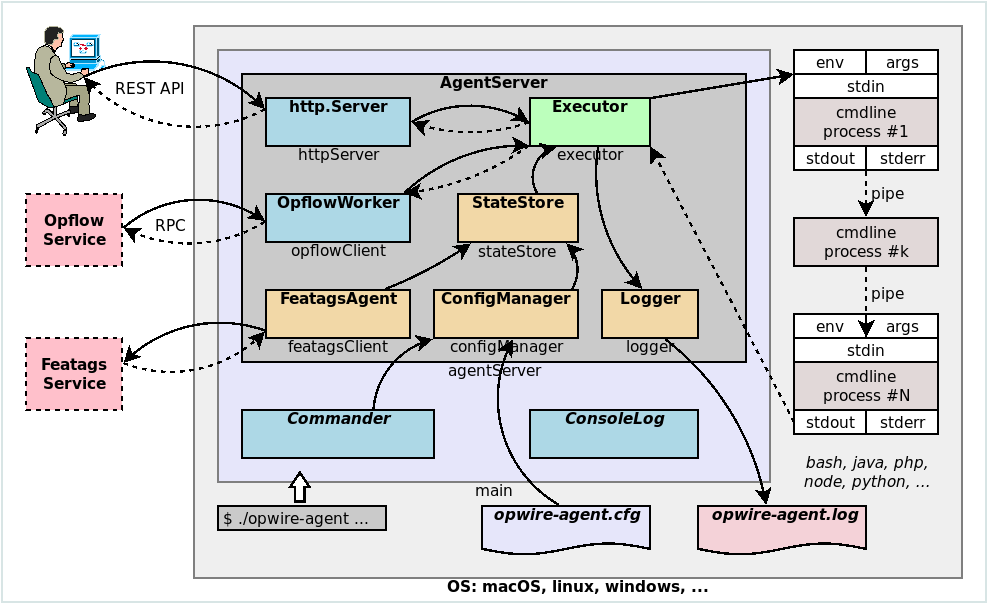 AgentServer
REST API
http.Server
httpServer
Executor
executor
env
args
stdin
cmdline
process #1
stdout
stderr
pipe
Opflow
Service
RPC
OpflowWorker
opflowClient
StateStore
stateStore
cmdline
process #k
pipe
Featags
Service
FeatagsAgent
featagsClient
ConfigManager
configManager
Logger
logger
agentServer
env
args
stdin
cmdline
process #N
stdout
stderr
Commander
ConsoleLog
bash, java, php,
node, python, ...
main
$ ./opwire-agent ...
opwire-agent.cfg
opwire-agent.log
OS: macOS, linux, windows, ...